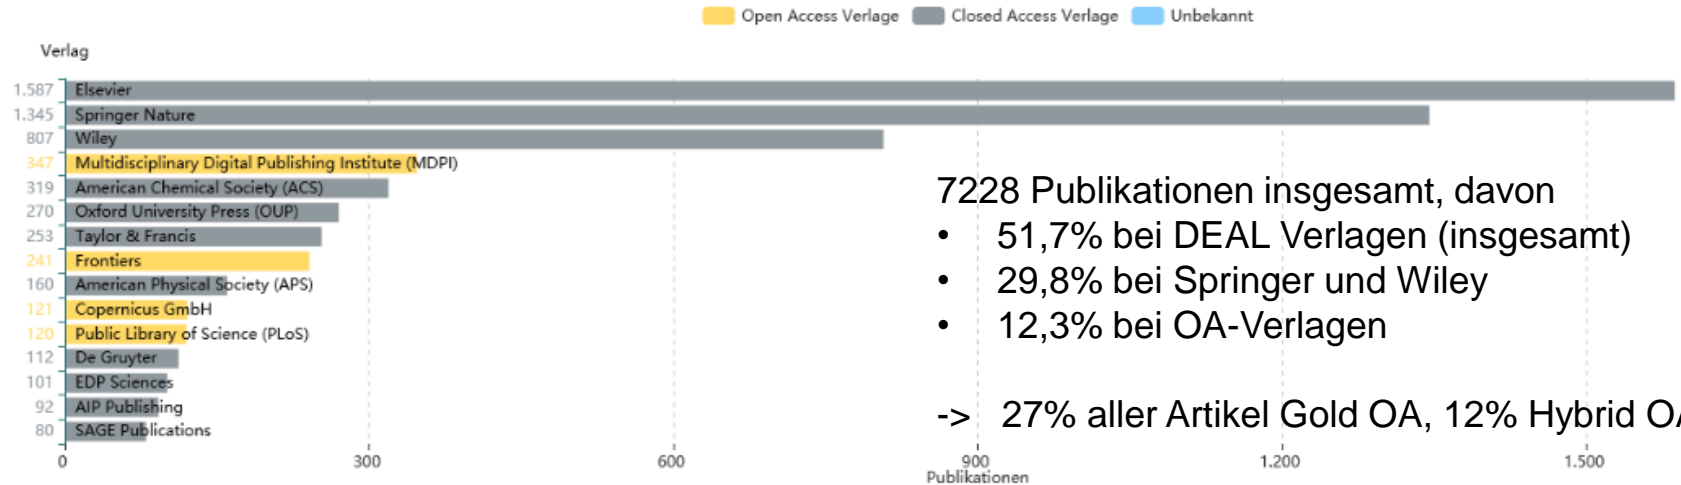 Open Access Verlage Closed Access Verlage Unbekannt
Verlag
1.587 Elsevier
1.345 Springer Nature
807 Wiley
347 Multidisciplinary Digital Publishing Institute (MDPI)
319 American Chemical Society (ACS)
270 Oxford University Press (OUP)
253 Taylor & Francis
241 Frontiers
160 American Physical Society (APS)
121 Copernicus GmbH
120 Public Library of Science (PLoS)
112 De Gruyter
101 EDP Sciences
92 AIP Publishing
80 SAGE Publications
0 300 600 900 1.200 1.500
Publikationen
7228 Publikationen insgesamt, davon
• 51,7% bei DEAL Verlagen (insgesamt)
• 29,8% bei Springer und Wiley
• 12,3% bei OA-Verlagen
-> 27% aller Artikel Gold OA, 12% Hybrid OA